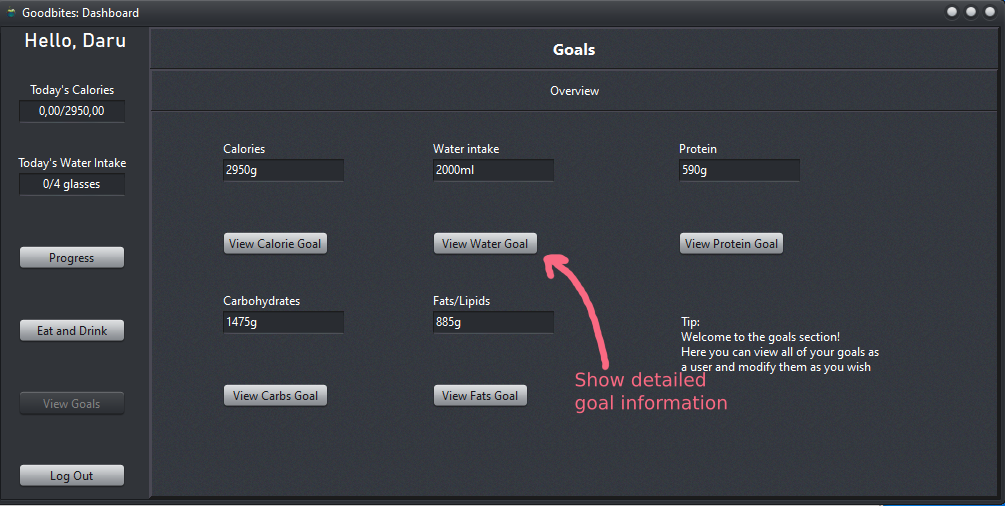 Goodbites: Dashboard
Hello, Daru
Today's Calories
0,00/2950,00
Today's Water Intake
0/4 glasses
Progress
Eat and Drink
View Goals
Log Out
Goals
Overview
Calories
2950g
Water intake
2000ml
Protein
590g
View Calorie Goal
View Water Goal
View Protein Goal
Carbohydrates
1475g
Fats/Lipids
885g
View Carbs Goal
View Fats Goal
Tip:
Welcome to the goals section!
Here you can view all of your goals as
a user and modify them as you wish
Show detailed
goal information